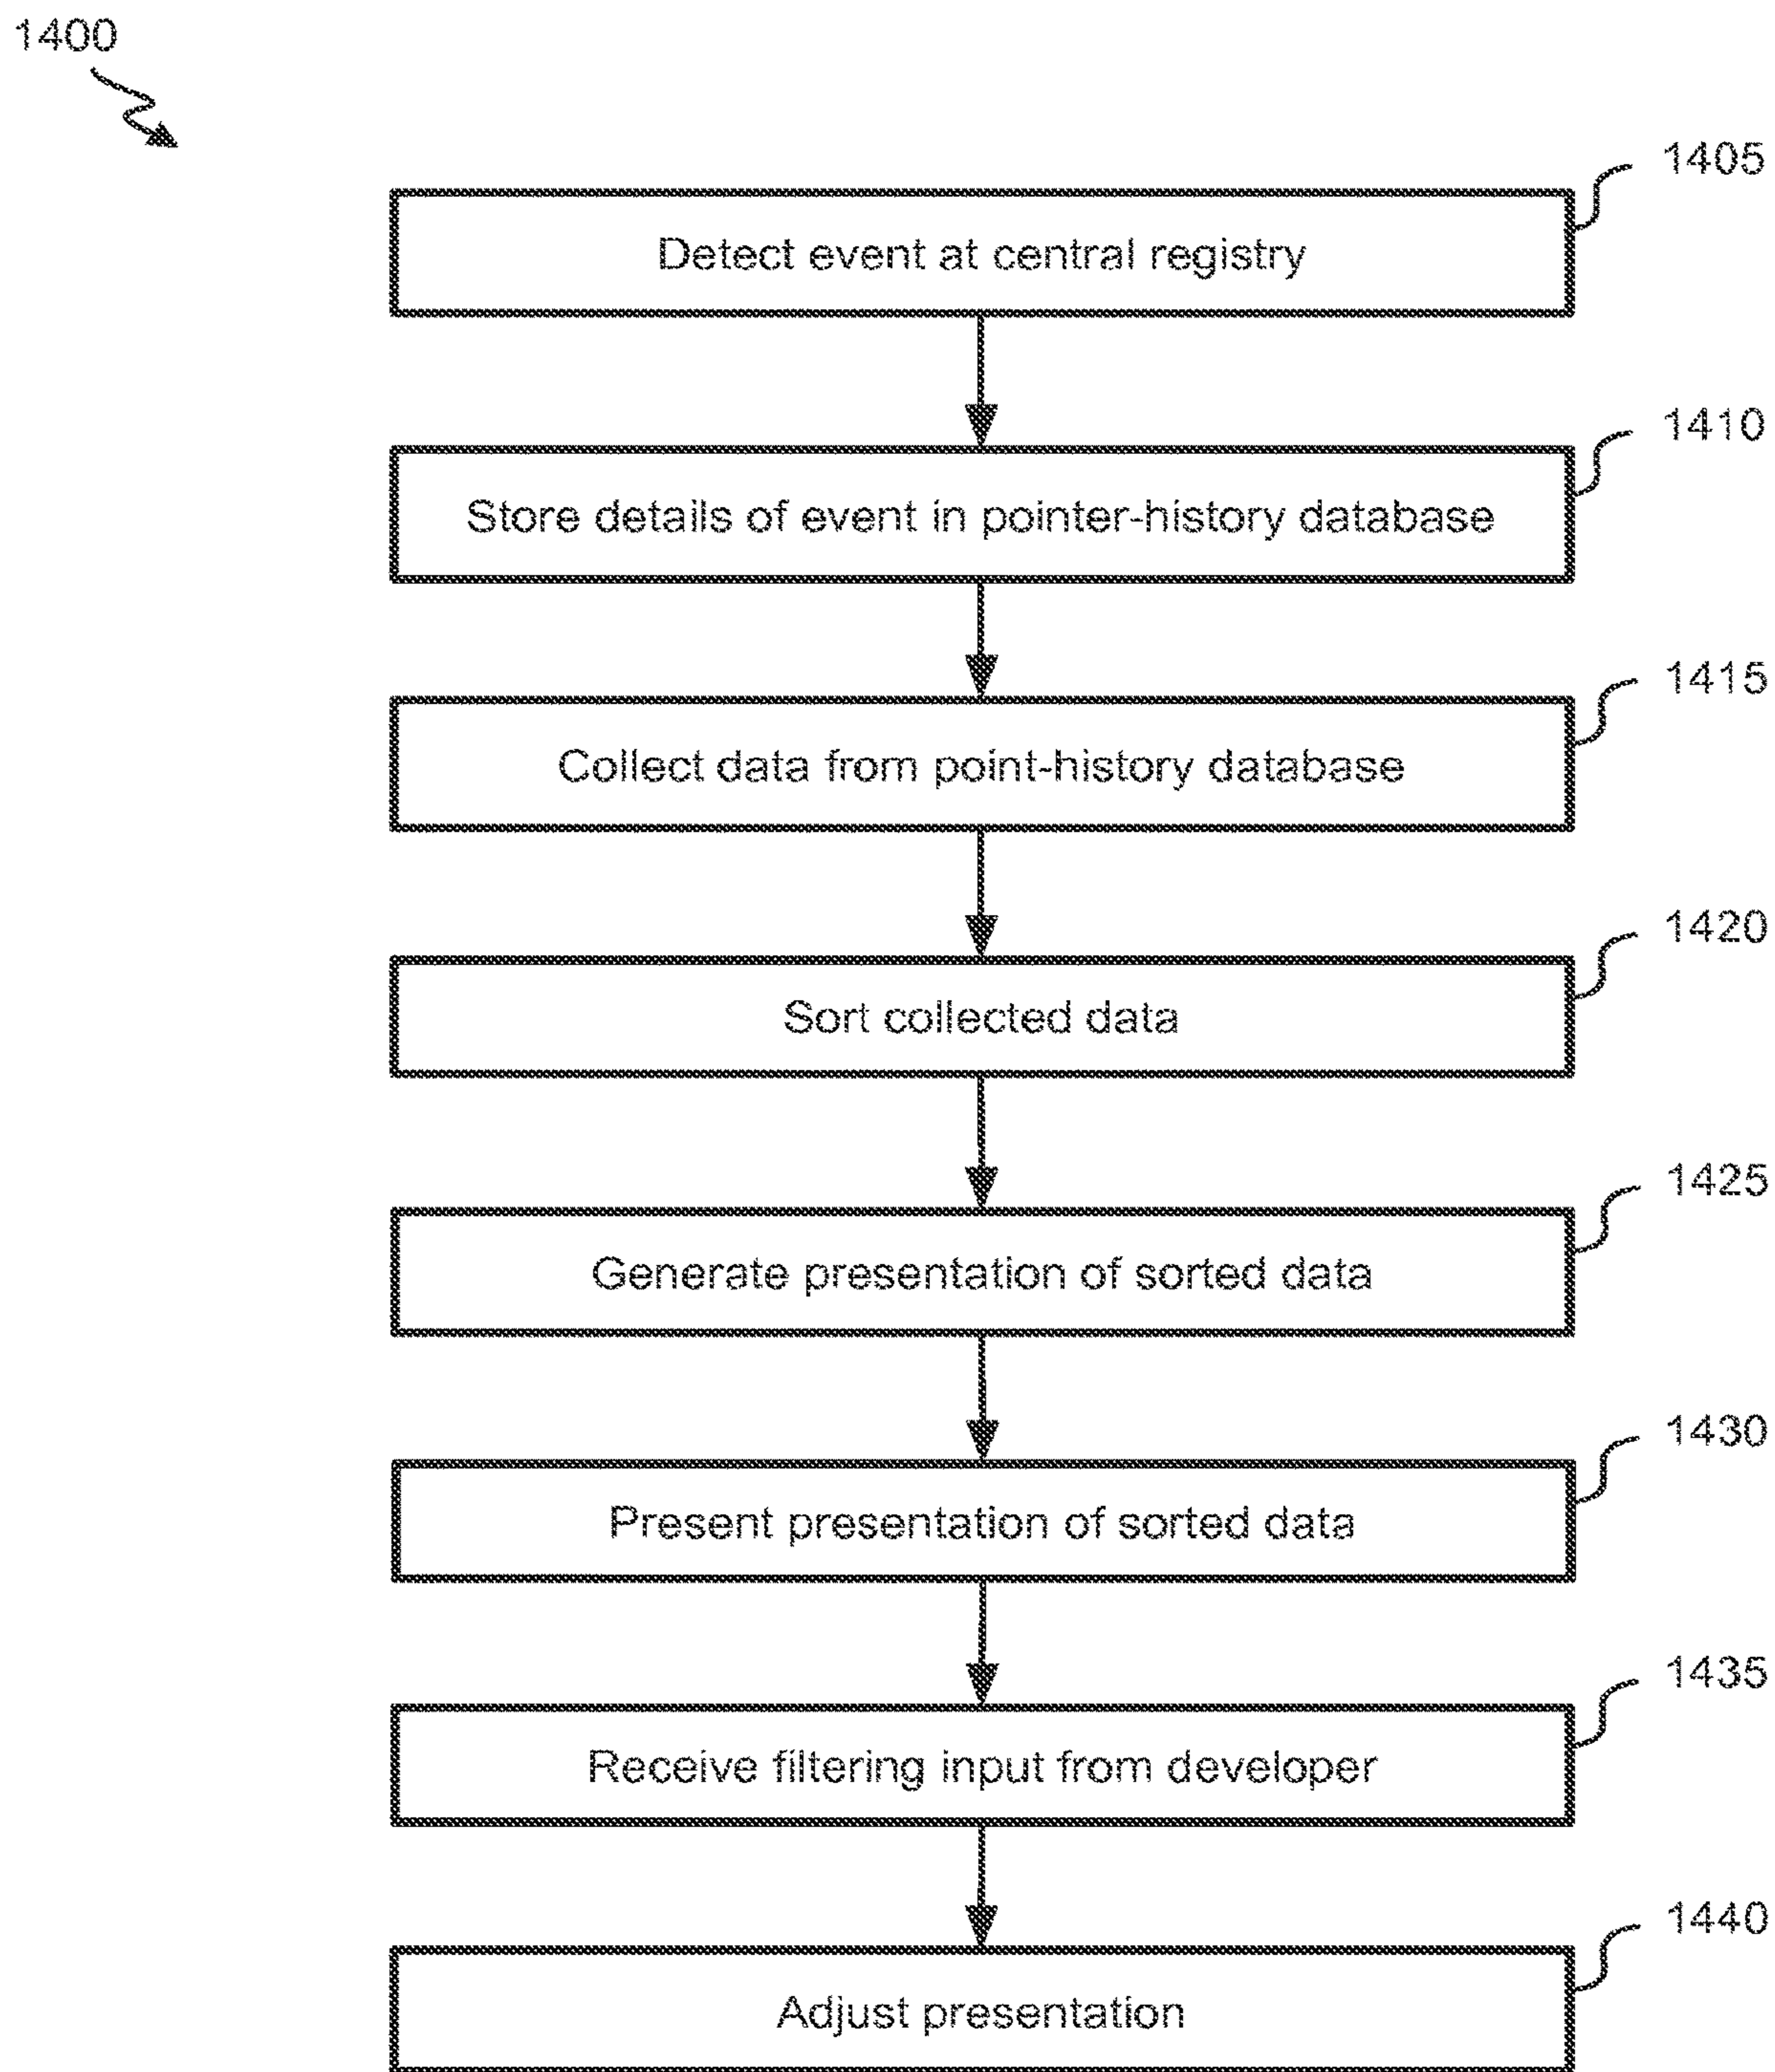 1400
1405
Detect event at central registry
1410
Store details of event in pointer-history database
1415
Collect data from point-history database
1420
Sort collected data
1425
Generate presentation of sorted data
1430
Present presentation of sorted data
1435
Receive filtering input from developer
1440
Adjust presentation